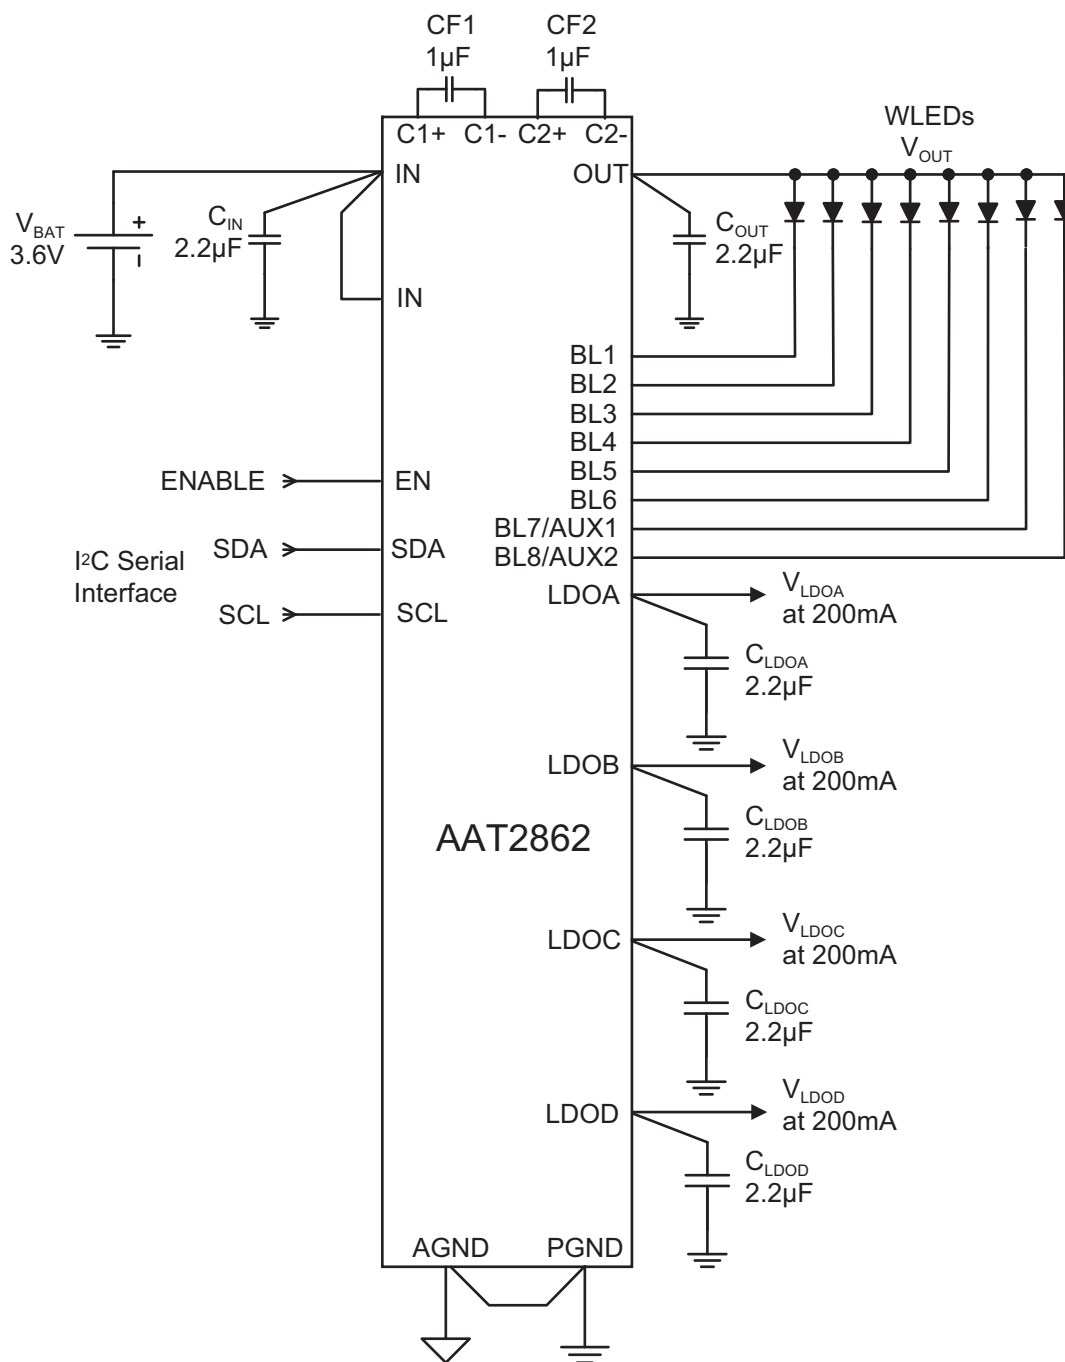 CF1
1µF
CF2
1µF
C1+ C1- C2+ C2-
WLEDs
VOUT
IN
OUT
VBAT
3.6V
+
−
CIN
2.2µF
COUT
2.2µF
IN
BL1
BL2
BL3
BL4
BL5
BL6
BL7/AUX1
BL8/AUX2
ENABLE
EN
I2C Serial
Interface
SDA
SDA
SCL
SCL
LDOA
VLDOA
at 200mA
CLDOA
2.2µF
LDOB
VLDOB
at 200mA
CLDOB
2.2µF
AAT2862
LDOC
VLDOC
at 200mA
CLDOC
2.2µF
LDOD
VLDOD
at 200mA
CLDOD
2.2µF
AGND
PGND